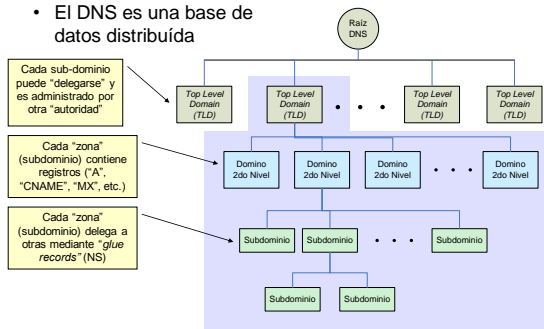 • El DNS es una base de
datos distribuída
Raíz
DNS
Cada sub-dominio
puede “delegarse” y
es administrado por
otra “autoridad”
Top Level
Domain
(TLD)
Top Level
Domain
(TLD)
• • •
Top Level
Domain
(TLD)
Top Level
Domain
(TLD)
Cada “zona”
(subdominio) contiene
registros (“A”,
“CNAME”, “MX”, etc.)
Domino
2do Nivel
Domino
2do Nivel
Domino
2do Nivel
• • •
Domino
2do Nivel
Cada “zona”
(subdominio) delega a
otras mediante “glue
records” (NS)
Subdominio
Subdominio
• • •
Subdominio
Subdominio
Subdominio